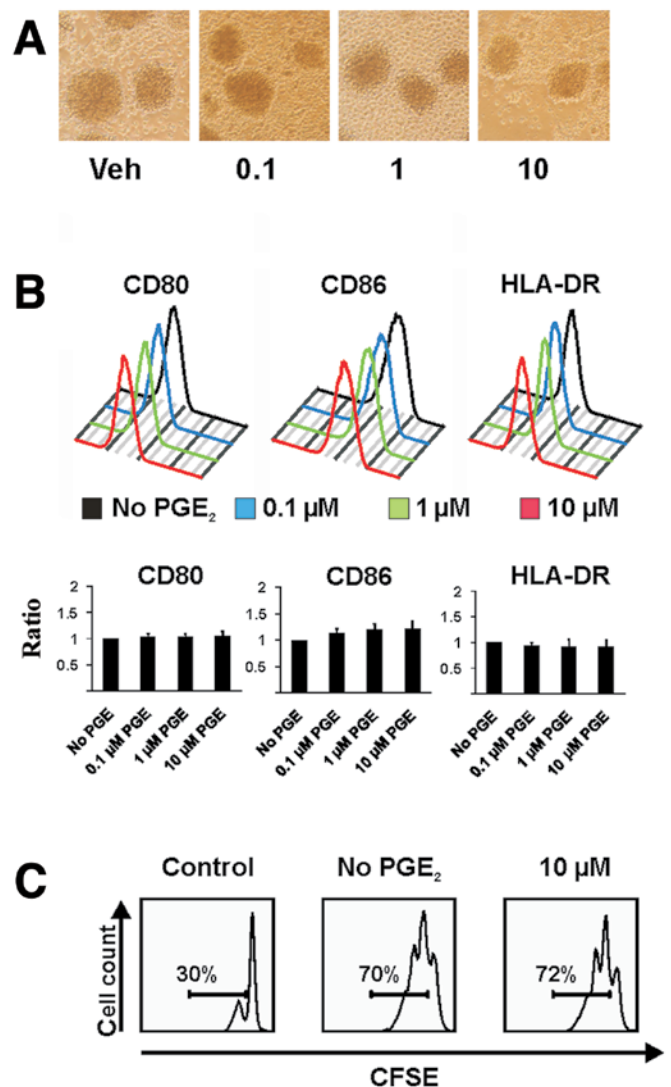 A
Veh 0.1 1 10
B
CD80 CD86 HLA-DR
No PGE₂ 0.1 µM 1 µM 10 µM
CD80 CD86 HLA-DR
Ratio
2 2 2
1.5 1.5 1.5
1 1 1
0.5 0.5 0.5
No PGE 0.1 µM PGE 1 µM PGE 10 µM PGE No PGE 0.1 µM PGE 1 µM PGE 10 µM PGE No PGE 0.1 µM PGE 1 µM PGE 10 µM PGE
C
Control No PGE₂ 10 µM
Cell count
30% 70% 72%
CFSE